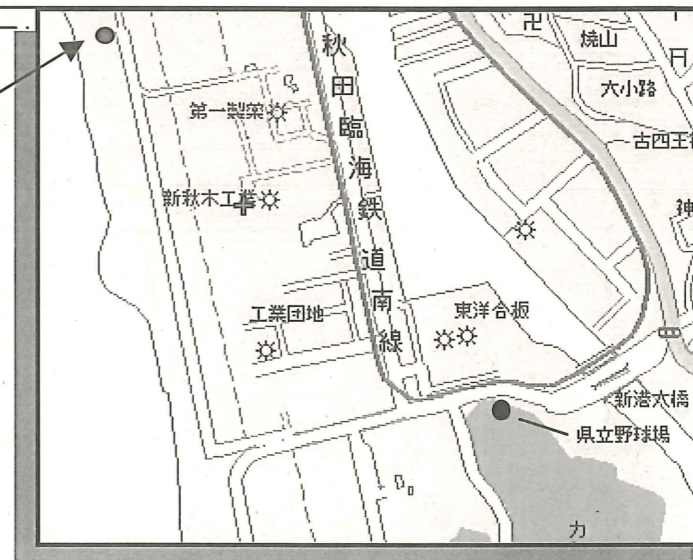 卍
焼山
六小路
古四王
秋田臨海鉄道南線
第一製薬
新秋木工業
神
工業団地
東洋合板
新港大橋
県立野球場
カ